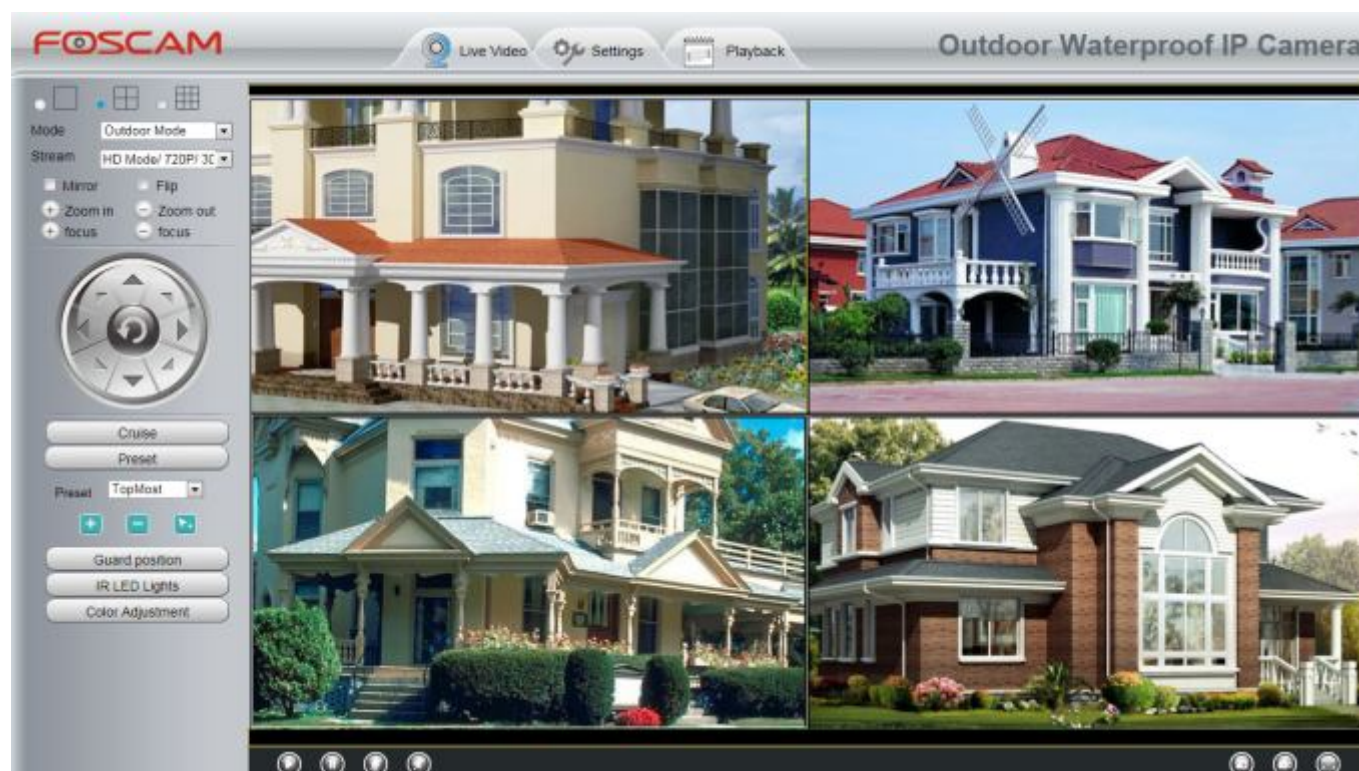 FOSCAM
Live Video
Settings
Playback
Outdoor Waterproof IP Camera
Mode
Outdoor Mode
Stream
HD Mode/ 720P/ 30
Mirror
Flip
Zoom in
Zoom out
focus
focus
Cruise
Preset
Preset
TopMost
Guard position
IR LED Lights
Color Adjustment